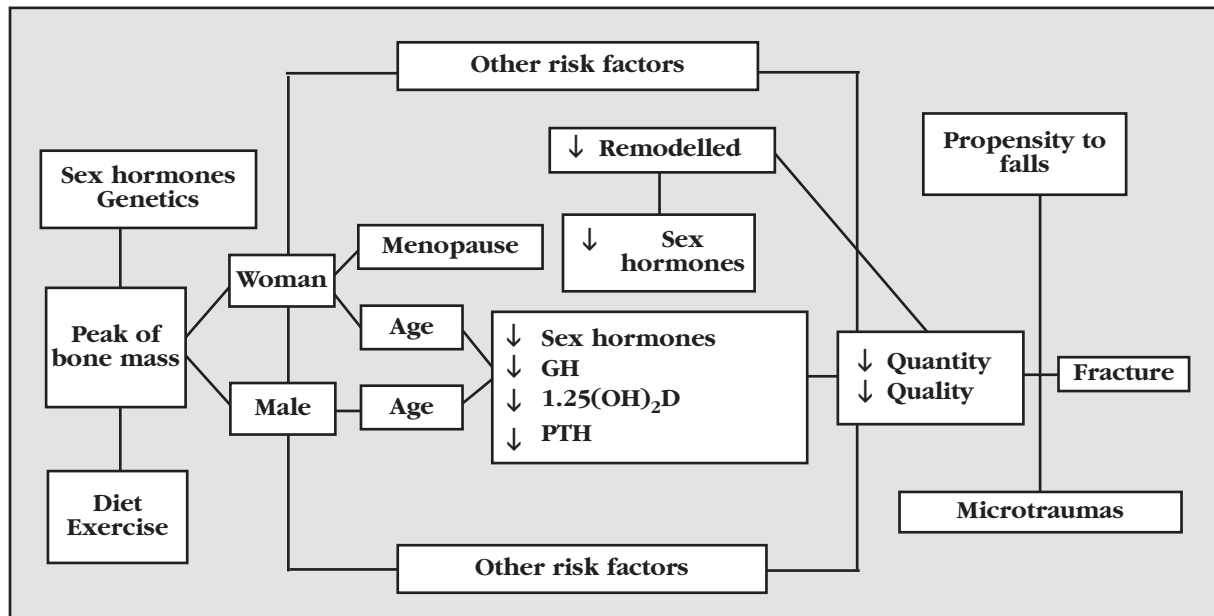 Other risk factors
↓ Remodelled
Propensity to
falls
Sex hormones
Genetics
↓ Sex
hormones
Menopause
Woman
Peak of
bone mass
Age
↓ Sex hormones
↓ GH
↓ 1.25(OH)₂D
↓ PTH
↓ Quantity
↓ Quality
Fracture
Male
Age
Diet
Exercise
Microtraumas
Other risk factors